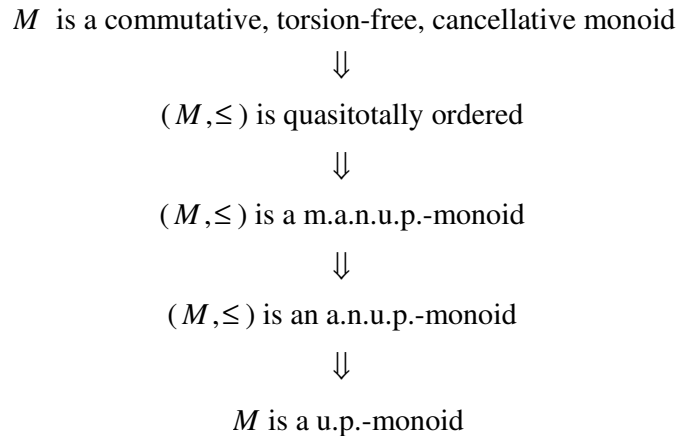 M is a commutative, torsion-free, cancellative monoid
⇓
(M,≤) is quasitotally ordered
⇓
(M,≤) is a m.a.n.u.p.-monoid
⇓
(M,≤) is an a.n.u.p.-monoid
⇓
M is a u.p.-monoid